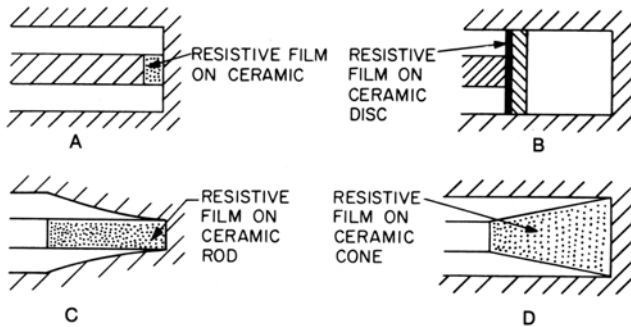 RESISTIVE FILM
ON CERAMIC
A
RESISTIVE
FILM ON
CERAMIC
DISC
B
RESISTIVE
FILM ON
CERAMIC
ROD
C
RESISTIVE
FILM ON
CERAMIC
CONE
D